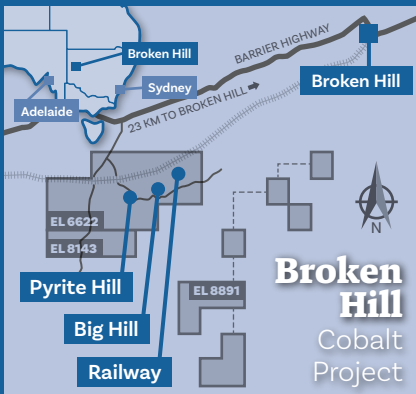 Broken Hill
Sydney
Adelaide
BARRIER HIGHWAY
Broken Hill
23 KM TO BROKEN HILL
EL 6622
EL 8143
EL 8891
N
Pyrite Hill
Big Hill
Railway
Broken
Hill
Cobalt
Project